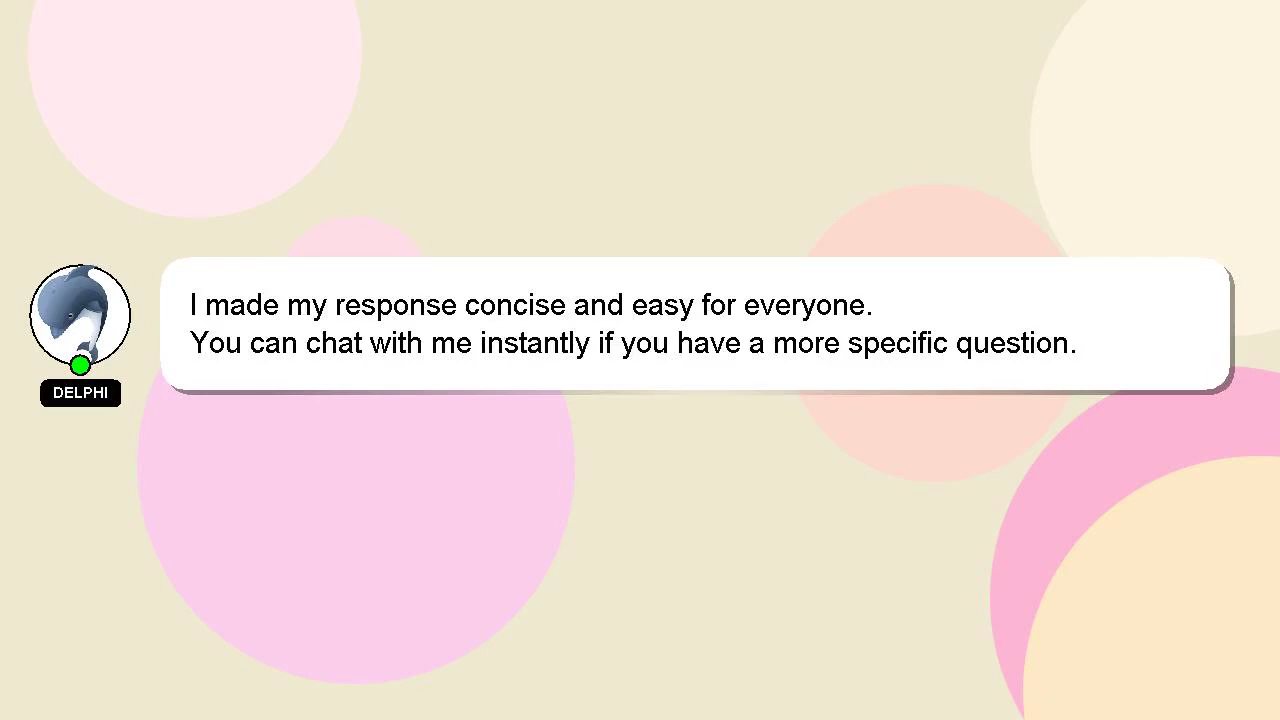 I made my response concise and easy for everyone.
You can chat with me instantly if you have a more specific question.
DELPHI